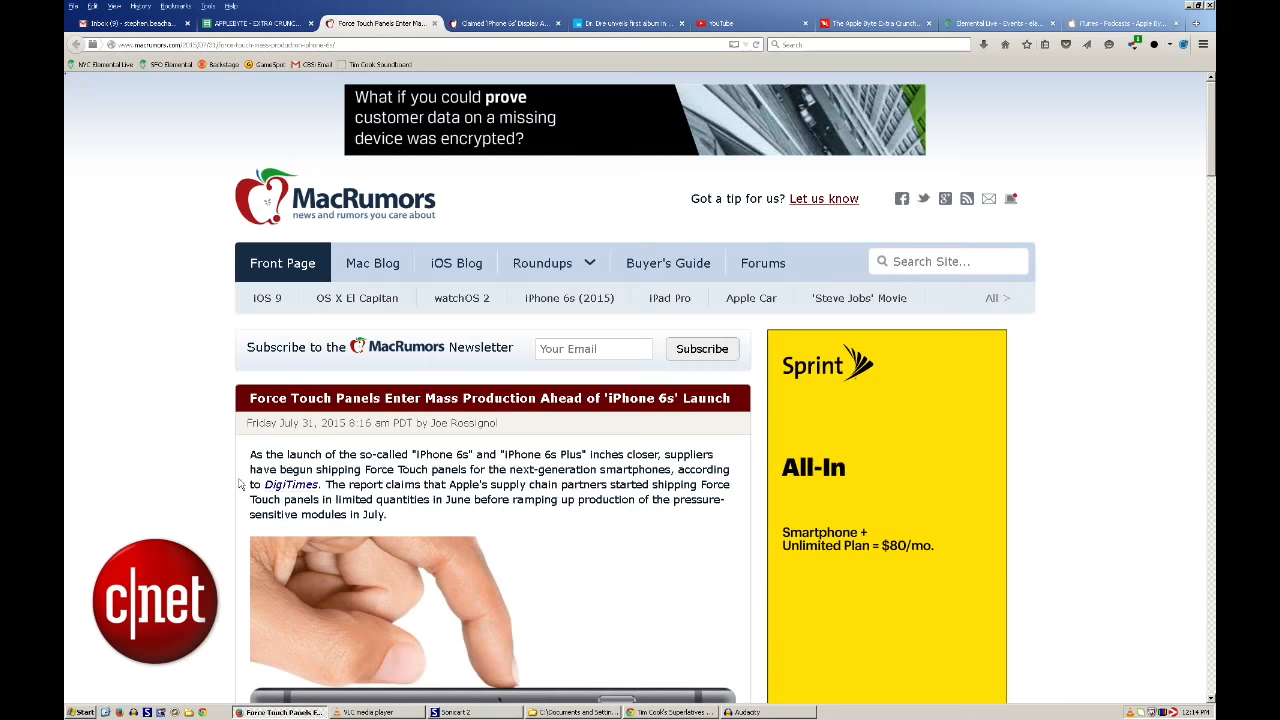 File Edit View History Bookmarks Tools Help
Inbox (9) - stephen.beacha...
APPLEBYTE - EXTRA CRUNC...
Force Touch Panels Enter Ma...
Claimed 'iPhone 6s' Display A...
Dr. Dre unveils first album in ...
YouTube
The Apple Byte Extra Crunch...
Elemental Live - Events - ela...
iTunes - Podcasts - Apple By...
www.macrumors.com/2015/07/31/force-touch-mass-production-iphone-6s/
Search
NYC Elemental Live
SFO Elemental
Backstage
GameSpot
CBSI Email
Tim Cook Soundboard
What if you could prove
customer data on a missing
device was encrypted?
MacRumors
news and rumors you care about
Got a tip for us? Let us know
Front Page
Mac Blog
iOS Blog
Roundups
Buyer's Guide
Forums
Search Site...
iOS 9
OS X El Capitan
watchOS 2
iPhone 6s (2015)
iPad Pro
Apple Car
'Steve Jobs' Movie
All >
Subscribe to the MacRumors Newsletter
Your Email
Subscribe
Force Touch Panels Enter Mass Production Ahead of 'iPhone 6s' Launch
Friday July 31, 2015 8:16 am PDT by Joe Rossignol
As the launch of the so-called "iPhone 6s" and "iPhone 6s Plus" inches closer, suppliers
have begun shipping Force Touch panels for the next-generation smartphones, according
to DigiTimes. The report claims that Apple's supply chain partners started shipping Force
Touch panels in limited quantities in June before ramping up production of the pressure-
sensitive modules in July.
Sprint
All-In
Smartphone +
Unlimited Plan = $80/mo.
c|net
Start
Force Touch Panels E...
VLC media player
Sonicart 2
C:\Documents and Settin...
Tim Cook's Superlatives ...
Audacity
12:14 PM